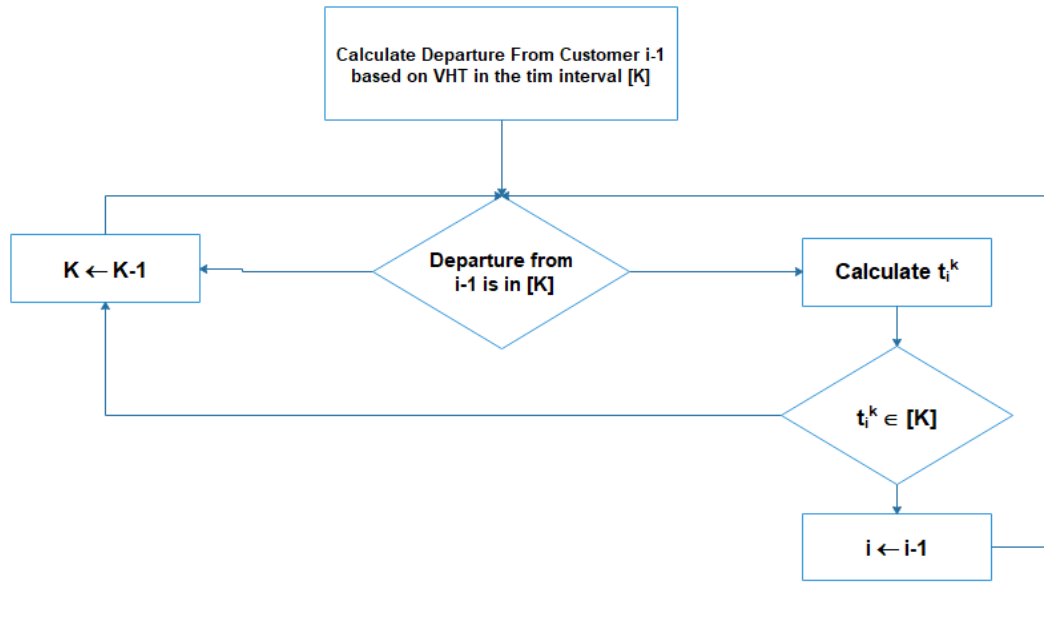 Calculate Departure From Customer i-1
based on VHT in the tim interval [K]
Departure from
i-1 is in [K]
K ← K-1
Calculate tᵢᵏ
tᵢᵏ ∈ [K]
i ← i-1